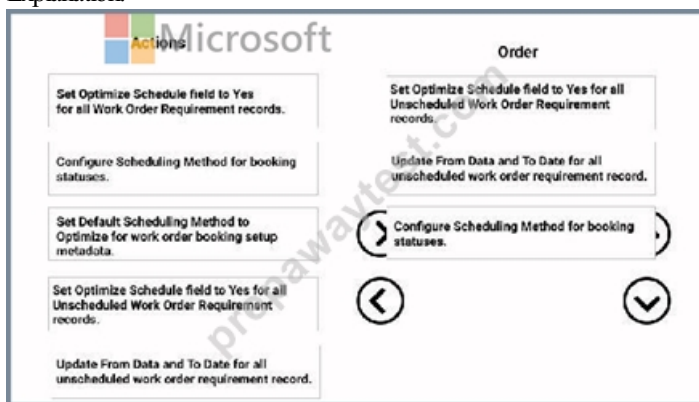 Explanation:
Microsoft
Actions
Order
Set Optimize Schedule field to Yes
for all Work Order Requirement records.
Configure Scheduling Method for booking
statuses.
Set Default Scheduling Method to
Optimize for work order booking setup
metadata.
Set Optimize Schedule field to Yes for all
Unscheduled Work Order Requirement
records.
Update From Data and To Date for all
unscheduled work order requirement record.
Set Optimize Schedule field to Yes for all
Unscheduled Work Order Requirement
records.
Update From Data and To Date for all
unscheduled work order requirement record.
Configure Scheduling Method for booking
statuses.
propawaytest.com